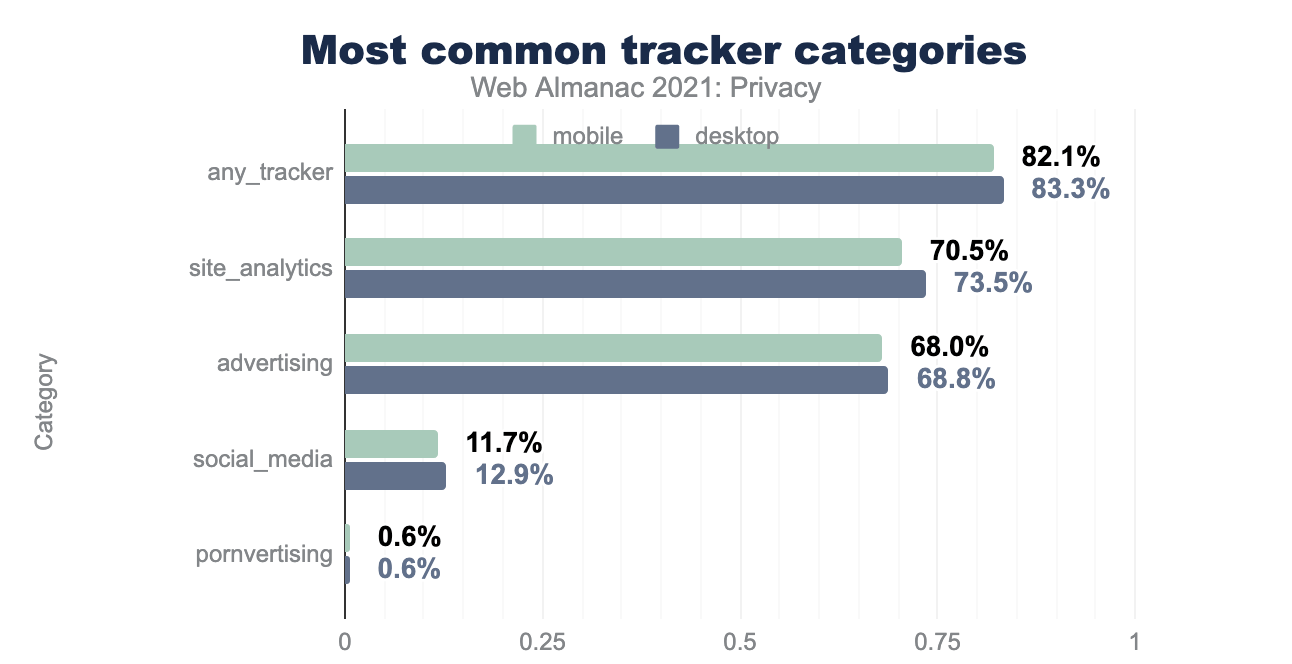 Most common tracker categories
Web Almanac 2021: Privacy
mobile desktop
any_tracker 82.1%
83.3%
site_analytics 70.5%
73.5%
advertising 68.0%
68.8%
social_media 11.7%
12.9%
pornvertising 0.6%
0.6%
Category
0 0.25 0.5 0.75 1